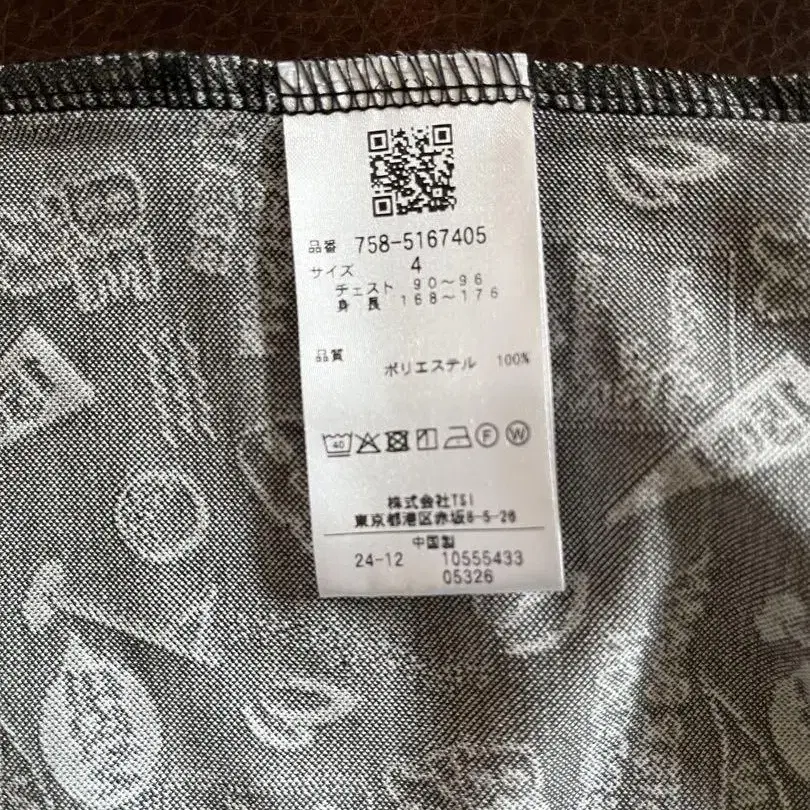 品番 758-5167405
サイズ 4
チェスト 90～96
身長 168～176
品質 ポリエステル 100%
40 F W
株式会社TSI
東京都港区赤坂8-5-20
中国製
24-12 10555433
05326